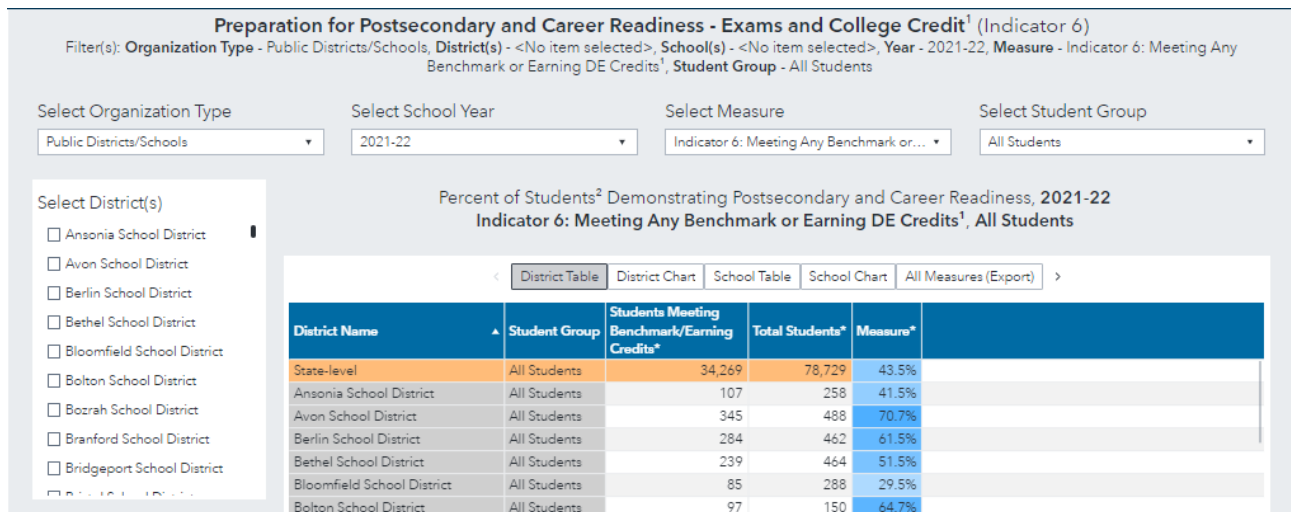 Preparation for Postsecondary and Career Readiness - Exams and College Credit¹ (Indicator 6)
Filter(s): Organization Type - Public Districts/Schools, District(s) - <No item selected>, School(s) - <No item selected>, Year - 2021-22, Measure - Indicator 6: Meeting Any
Benchmark or Earning DE Credits¹, Student Group - All Students
Select Organization Type Select School Year Select Measure Select Student Group
Public Districts/Schools 2021-22 Indicator 6: Meeting Any Benchmark or... All Students
Select District(s)
Ansonia School District
Avon School District
Berlin School District
Bethel School District
Bloomfield School District
Bolton School District
Bozrah School District
Branford School District
Bridgeport School District
Percent of Students² Demonstrating Postsecondary and Career Readiness, 2021-22
Indicator 6: Meeting Any Benchmark or Earning DE Credits¹, All Students
< District Table District Chart School Table School Chart All Measures (Export) >
District Name Student Group Students Meeting Benchmark/Earning Credits* Total Students* Measure*
State-level All Students 34,269 78,729 43.5%
Ansonia School District All Students 107 258 41.5%
Avon School District All Students 345 488 70.7%
Berlin School District All Students 284 462 61.5%
Bethel School District All Students 239 464 51.5%
Bloomfield School District All Students 85 288 29.5%
Bolton School District All Students 97 150 64.7%